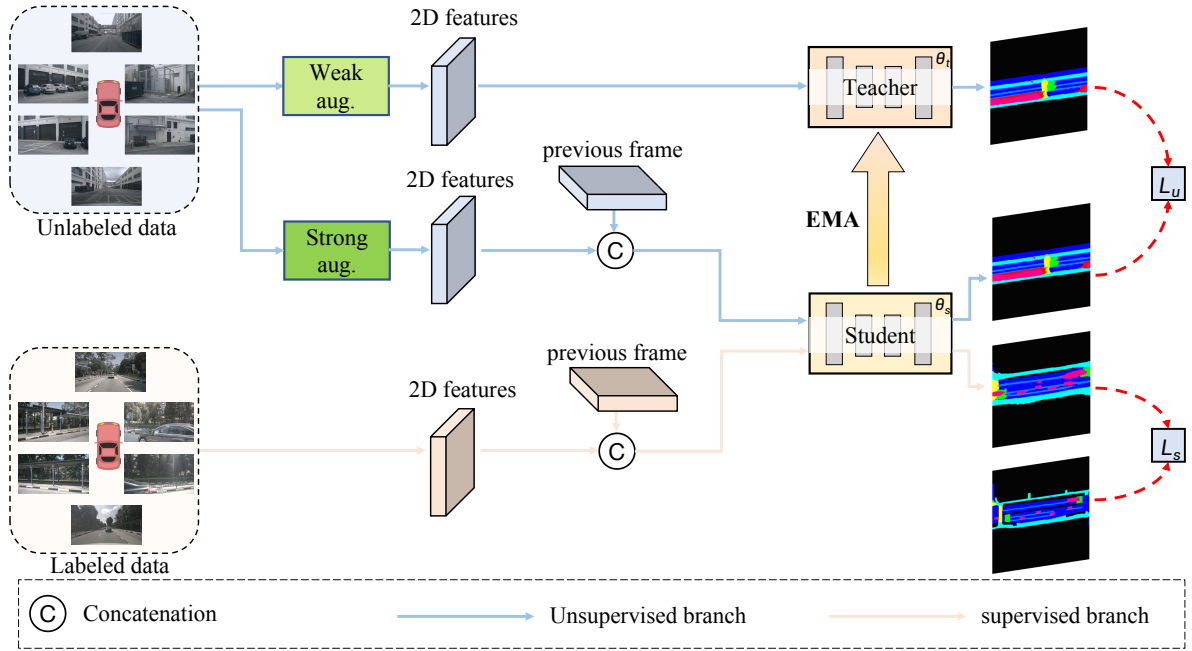 2D features
Weak
aug.
θt
Teacher
previous frame
2D features
Lu
EMA
Unlabeled data
Strong
aug.
C
θs
Student
previous frame
2D features
C
Ls
Labeled data
C Concatenation Unsupervised branch supervised branch